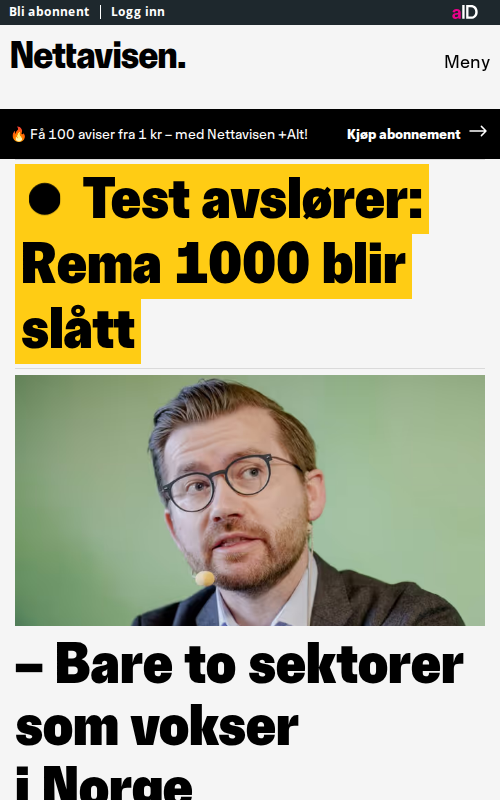 Bli abonnent | Logg inn
aID
Nettavisen.
Meny
🔥 Få 100 aviser fra 1 kr – med Nettavisen +Alt!
Kjøp abonnement →
● Test avslører:
Rema 1000 blir
slått
– Bare to sektorer
som vokser
i Norge